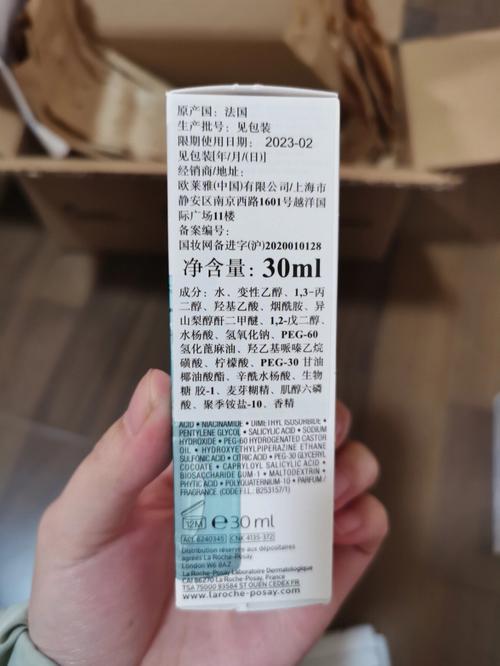 原产国：法国
生产批号：见包装
限期使用日期： 2023-02
见包装[年/月/(日)]
经销商/地址：
欧莱雅(中国)有限公司/上海市
静安区南京西路1601号越洋国
际广场11楼
备案编号：
国妆网备进字(沪)2020010128
净含量：30ml
成分：水、变性乙醇、1,3-丙
二醇、羟基乙酸、烟酰胺、异
山梨醇酐二甲醚、1,2-戊二醇、
水杨酸、氢氧化钠、PEG-60
氢化蓖麻油、羟乙基哌嗪乙烷
磺酸、柠檬酸、PEG-30 甘油
椰油酸酯、辛酰水杨酸、生物
糖胶-1、麦芽糊精、肌醇六磷
酸、聚季铵盐-10、香精
ACID • NIACINAMIDE • DIMETHYL ISOSORBIDE •
PENTYLENE GLYCOL • SALICYLIC ACID • SODIUM
HYDROXIDE • PEG-60 HYDROGENATED CASTOR
OIL • HYDROXYETHYLPIPERAZINE ETHANE
SULFONIC ACID • CITRIC ACID • PEG-30 GLYCERYL
COCOATE • CAPRYLOYL SALICYLIC ACID •
BIOSACCHARIDE GUM-1 • MALTODEXTRIN •
PHYTIC ACID • POLYQUATERNIUM-10 • PARFUM /
FRAGRANCE (CODE F.I.L. B253157/1)
12M e 30 ml
ACL 6240345 CNK 4135-372
Distribution réservée aux dépositaires
agréés La Roche-Posay.
London W6 8AZ
La Roche-Posay Laboratoire Dermatologique
CAI 86270 La Roche-Posay, France
TSA 75000 93584 ST OUEN CEDEX FR
www.laroche-posay.com